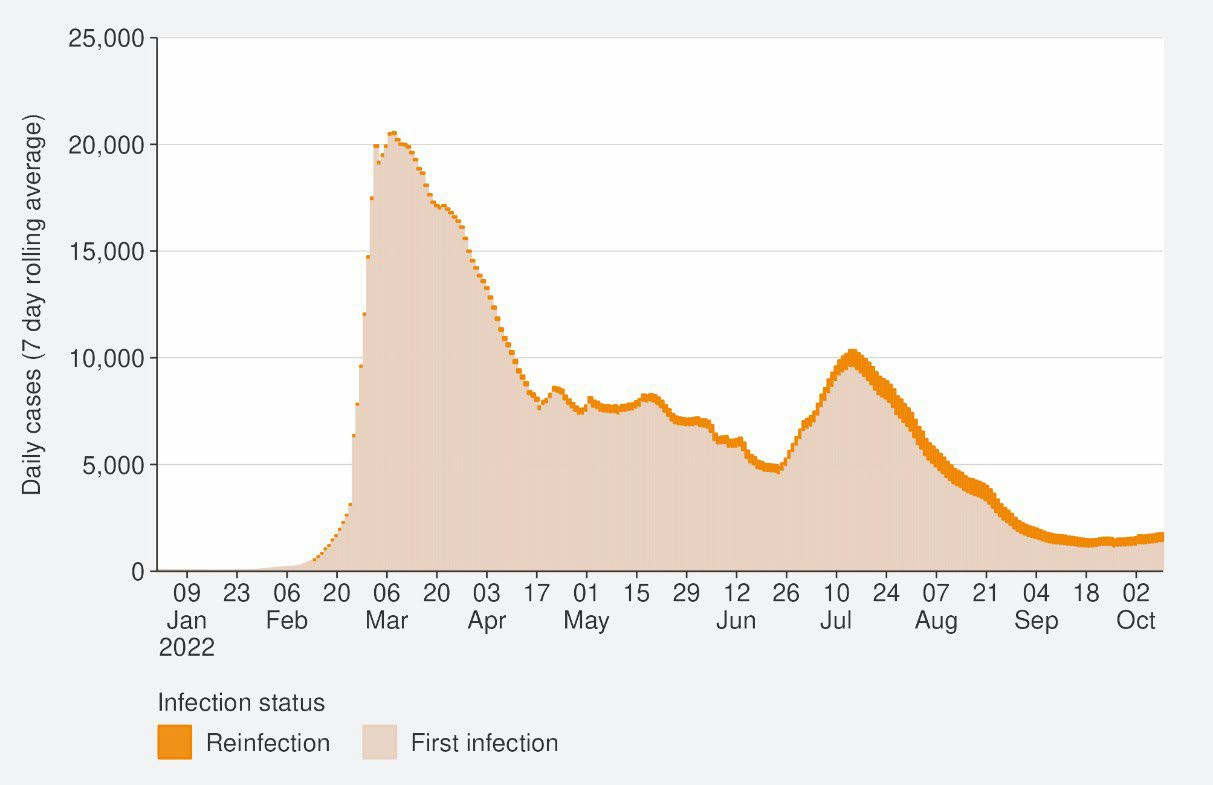 25,000
20,000
15,000
10,000
5,000
0
Daily cases (7 day rolling average)
09 23 06 20 06 20 03 17 01 15 29 12 26 10 24 07 21 04 18 02
Jan Feb Mar Apr May Jun Jul Aug Sep Oct
2022
Infection status
Reinfection First infection